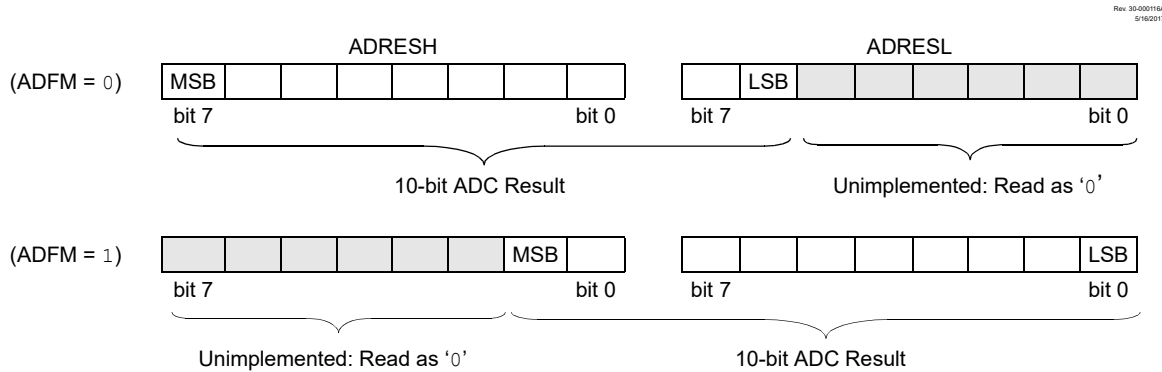 Rev. 30-000116
5/16/201
ADRESH ADRESL
(ADFM = 0) MSB LSB
bit 7 bit 0 bit 7 bit 0
10-bit ADC Result Unimplemented: Read as ‘0’
(ADFM = 1) MSB LSB
bit 7 bit 0 bit 7 bit 0
Unimplemented: Read as ‘0’ 10-bit ADC Result